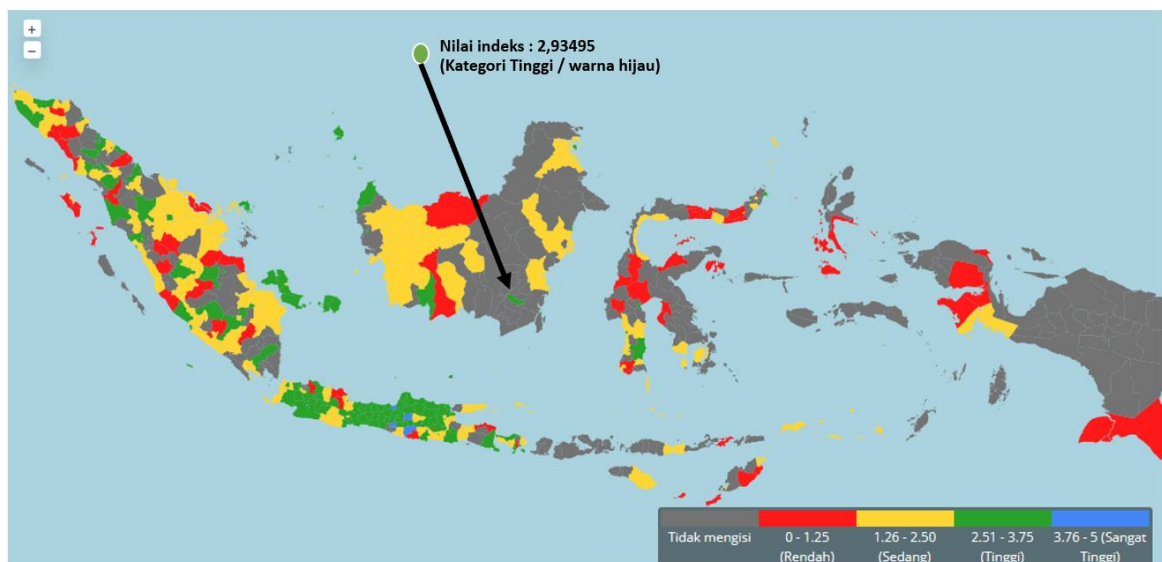 +
−
Nilai indeks : 2,93495
(Kategori Tinggi / warna hijau)
Tidak mengisi
0 - 1.25
(Rendah)
1.26 - 2.50
(Sedang)
2.51 - 3.75
(Tinggi)
3.76 - 5 (Sangat
Tinggi)